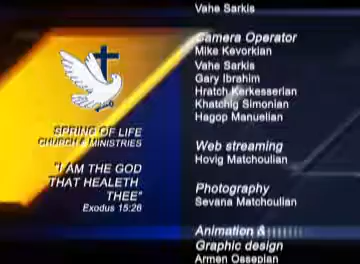 Vahe Sarkis
Camera Operator
Mike Kevorkian
Vahe Sarkis
Gary Ibrahim
Hratch Kerkesserian
Khatchig Simonian
Hagop Manuelian
Web streaming
Hovig Matchoulian
Photography
Sevana Matchoulian
Animation &
Graphic design
Armen Ossepian
SPRING OF LIFE
CHURCH & MINISTRIES
"I AM THE GOD
THAT HEALETH
THEE"
Exodus 15:26